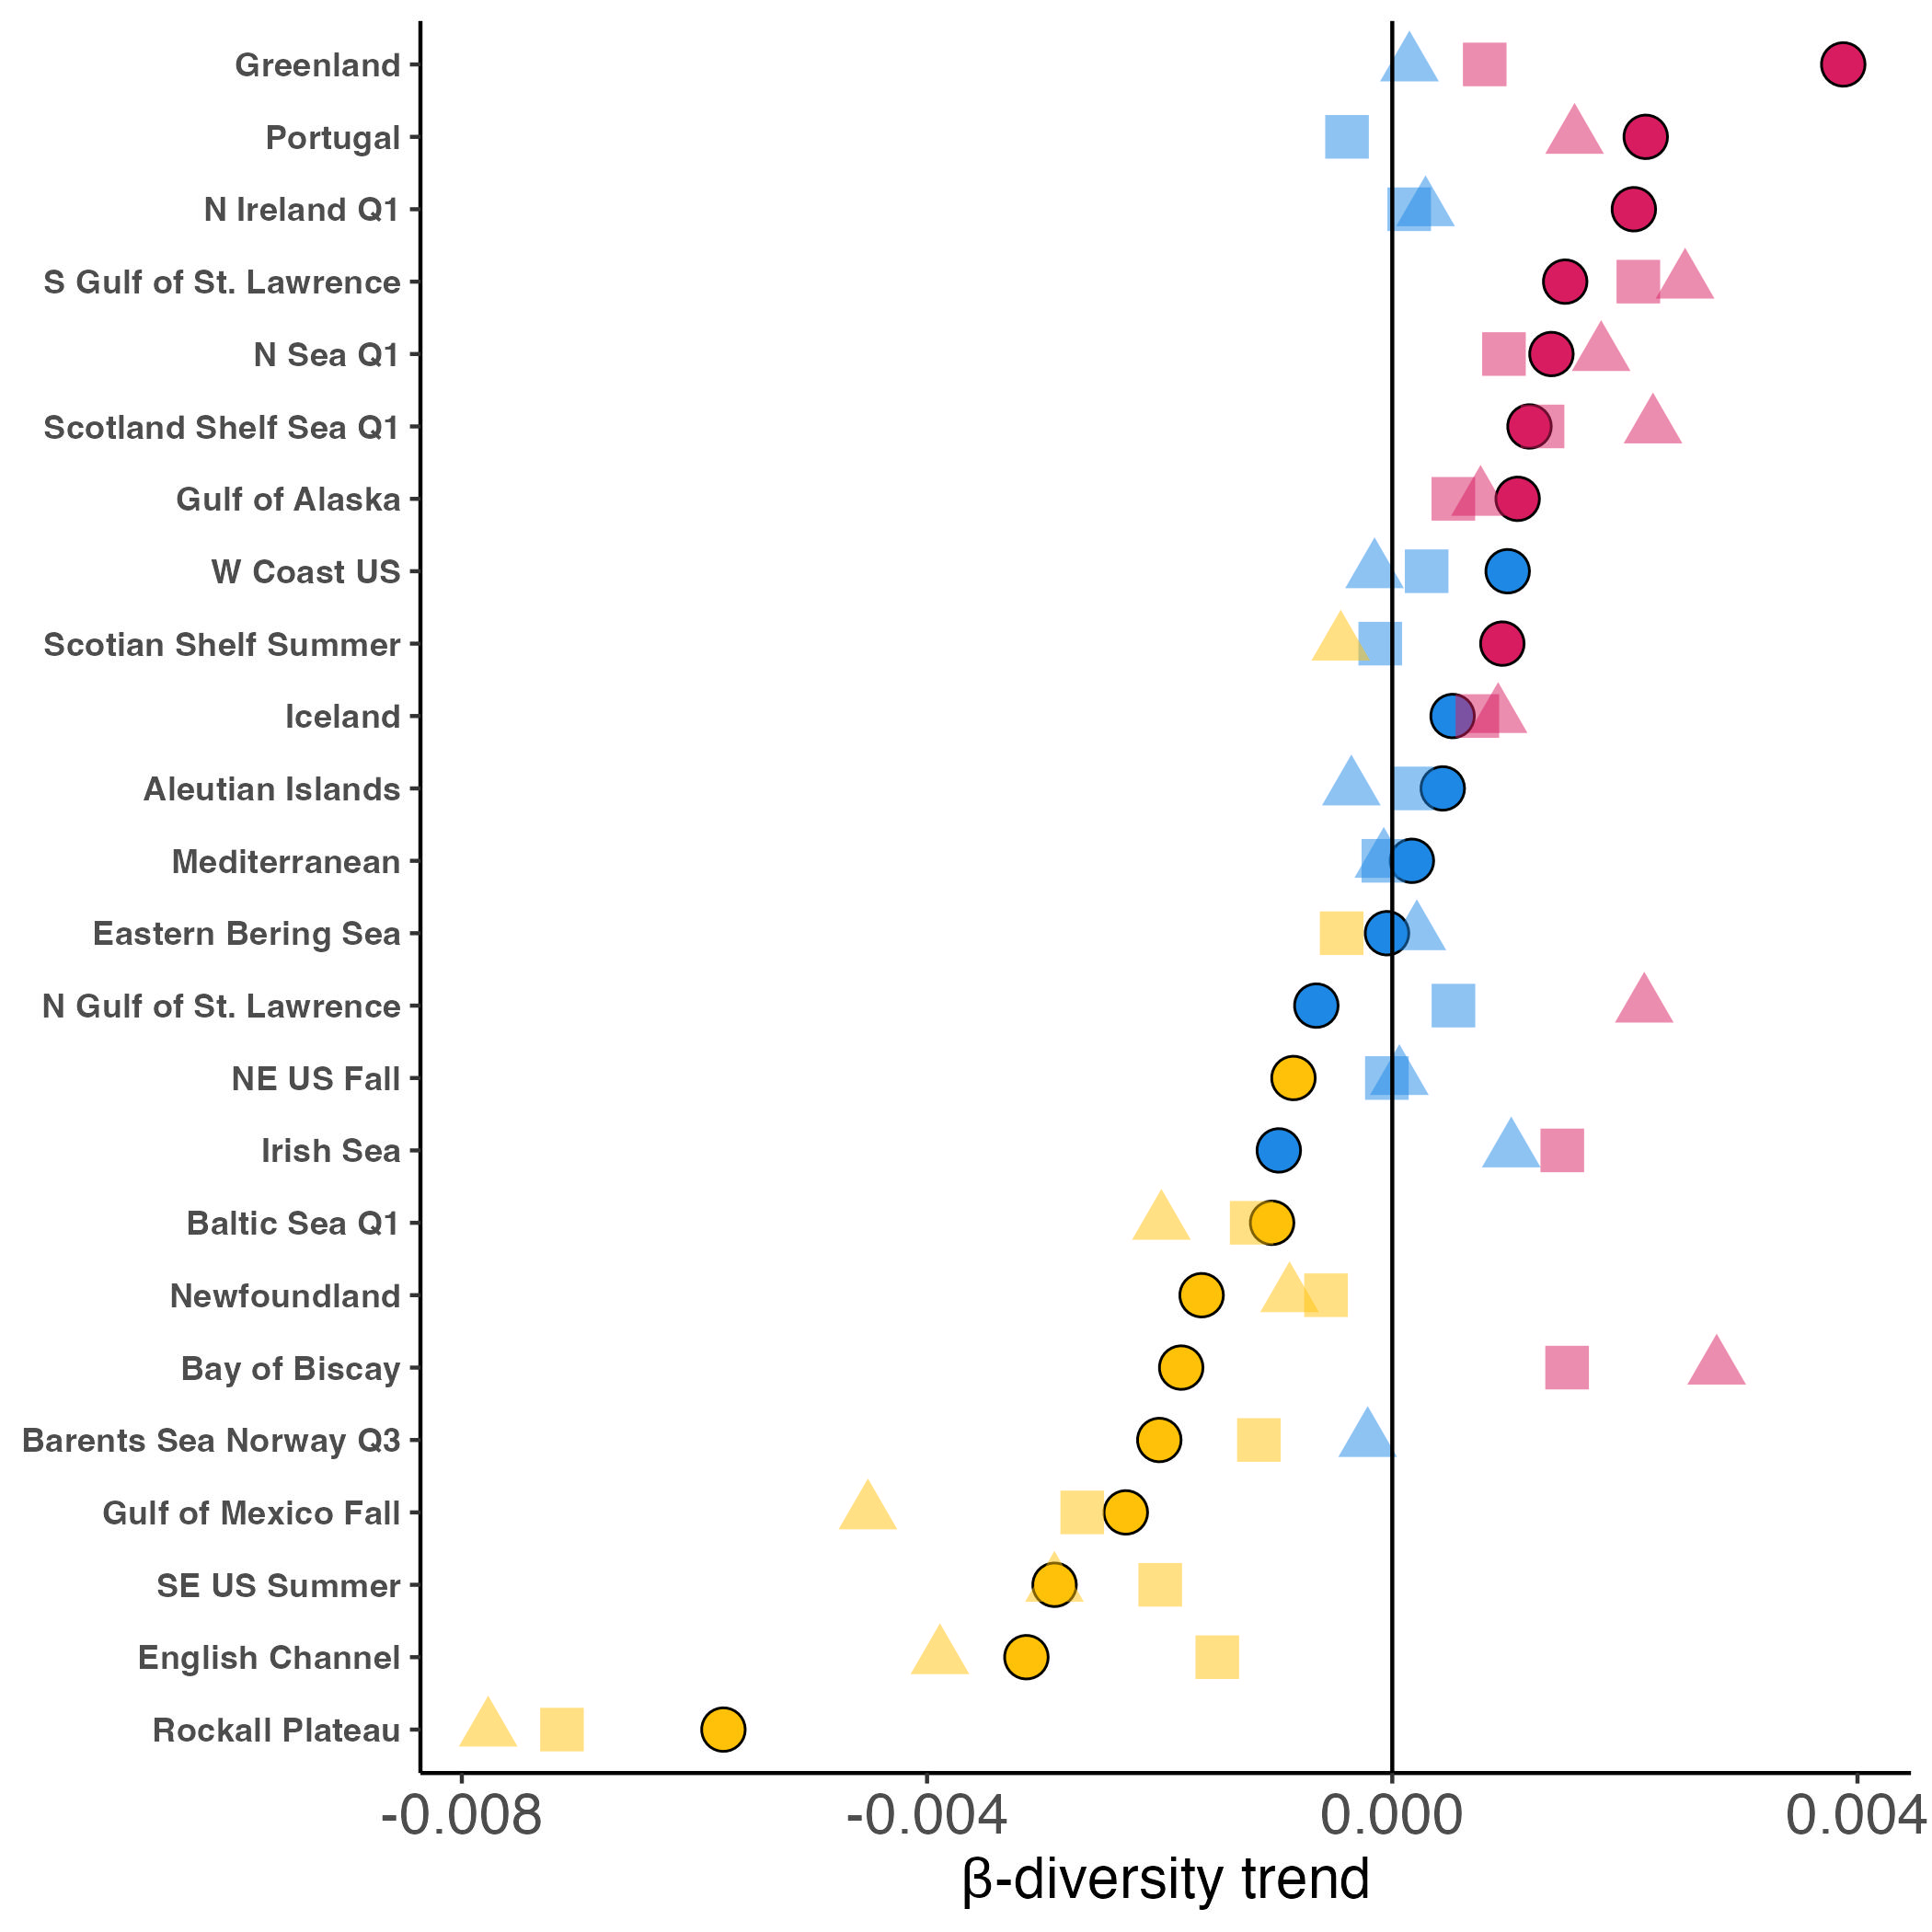 Greenland
Portugal
N Ireland Q1
S Gulf of St. Lawrence
N Sea Q1
Scotland Shelf Sea Q1
Gulf of Alaska
W Coast US
Scotian Shelf Summer
Iceland
Aleutian Islands
Mediterranean
Eastern Bering Sea
N Gulf of St. Lawrence
NE US Fall
Irish Sea
Baltic Sea Q1
Newfoundland
Bay of Biscay
Barents Sea Norway Q3
Gulf of Mexico Fall
SE US Summer
English Channel
Rockall Plateau
-0.008 -0.004 0.000 0.004
β-diversity trend